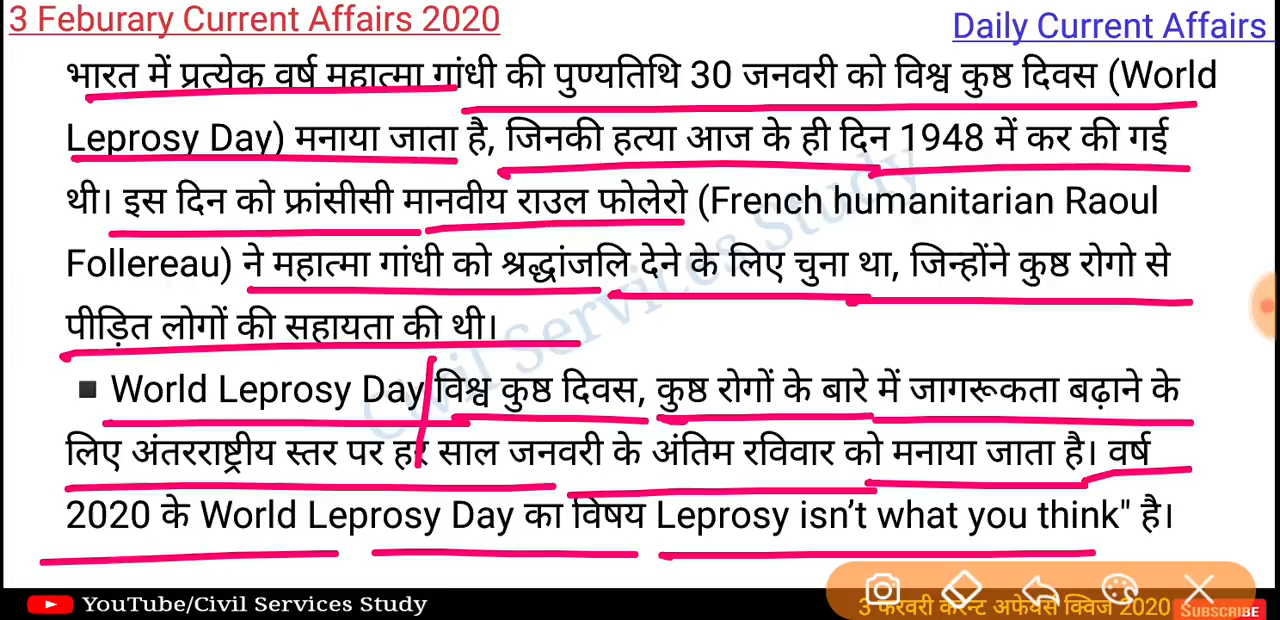 3 Feburary Current Affairs 2020
Daily Current Affairs
भारत में प्रत्येक वर्ष महात्मा गांधी की पुण्यतिथि 30 जनवरी को विश्व कुष्ठ दिवस (World
Leprosy Day) मनाया जाता है, जिनकी हत्या आज के ही दिन 1948 में कर की गई
थी। इस दिन को फ्रांसीसी मानवीय राउल फोलेरो (French humanitarian Raoul
Follereau) ने महात्मा गांधी को श्रद्धांजलि देने के लिए चुना था, जिन्होंने कुष्ठ रोगो से
पीड़ित लोगों की सहायता की थी।
▪ World Leprosy Day विश्व कुष्ठ दिवस, कुष्ठ रोगों के बारे में जागरूकता बढ़ाने के
लिए अंतरराष्ट्रीय स्तर पर हर साल जनवरी के अंतिम रविवार को मनाया जाता है। वर्ष
2020 के World Leprosy Day का विषय Leprosy isn't what you think" है।
Civil Services Study
YouTube/Civil Services Study
3 फरवरी करेन्ट अफेयर्स क्विज 2020
SUBSCRIBE